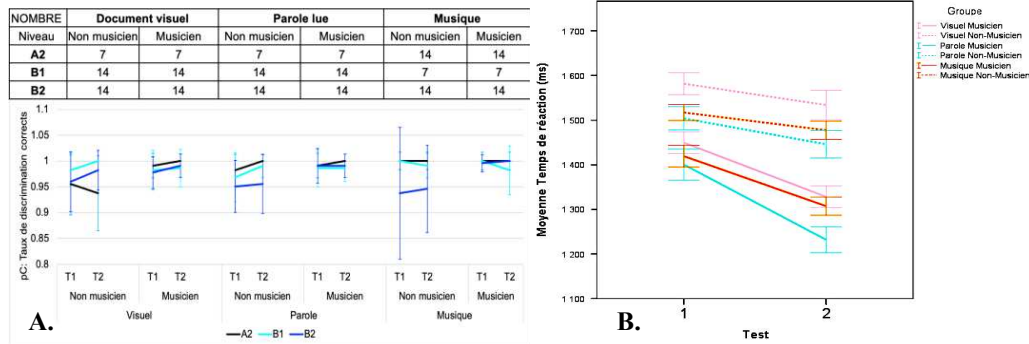 NOMBRE Document visuel Parole lue Musique
Niveau Non musicien Musicien Non musicien Musicien Non musicien Musicien
A2 7 7 7 7 14 14
B1 14 14 14 14 7 7
B2 14 14 14 14 14 14
1.1
1.05
1
0.95
0.9
0.85
0.8
pC: Taux de discrimination corrects
T1 T2 T1 T2 T1 T2 T1 T2 T1 T2 T1 T2
Non musicien Musicien Non musicien Musicien Non musicien Musicien
Visuel Parole Musique
A2 B1 B2
A.
1 700
1 600
1 500
1 400
1 300
1 200
1 100
Moyenne Temps de réaction (ms)
1 2
Test
B.
Groupe
Visuel Musicien
Visuel Non-Musicien
Parole Musicien
Parole Non-Musicien
Musique Musicien
Musique Non-Musicien